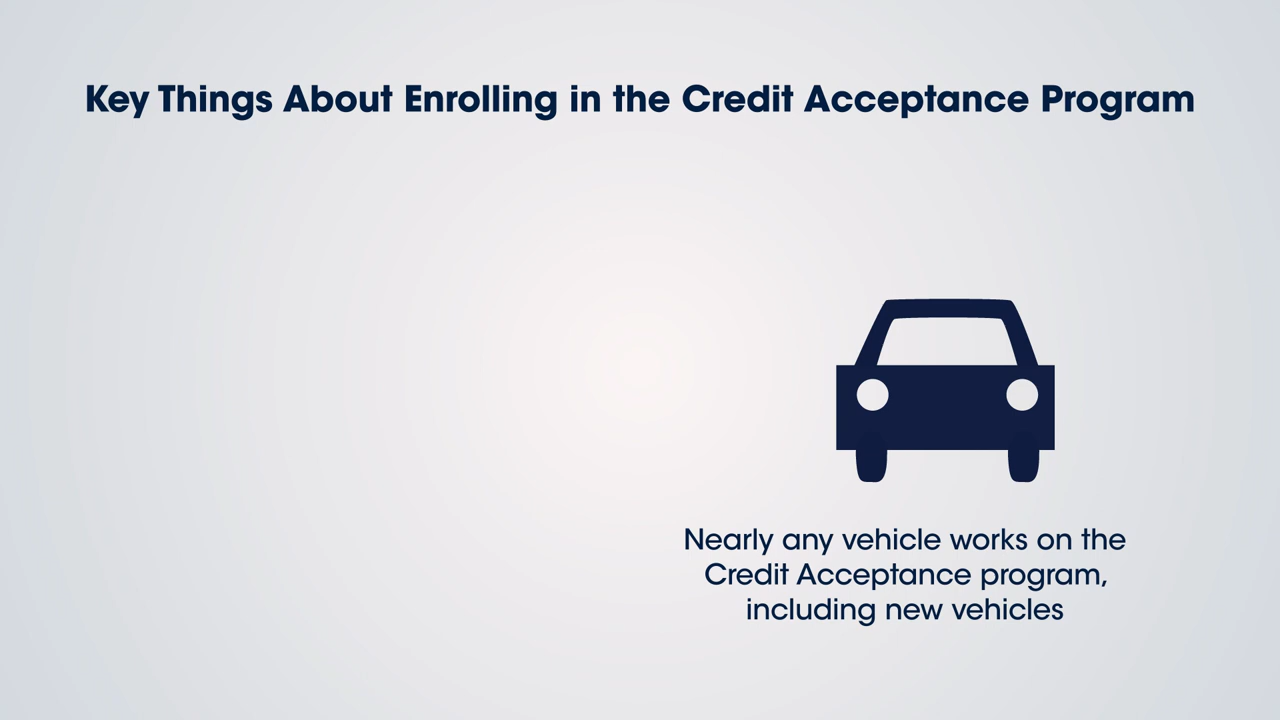 Key Things About Enrolling in the Credit Acceptance Program
Nearly any vehicle works on the
Credit Acceptance program,
including new vehicles